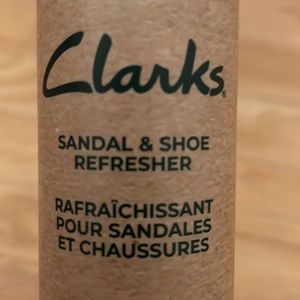 Clarks
SANDAL & SHOE
REFRESHER
RAFRAÎCHISSANT
POUR SANDALES
ET CHAUSSURES